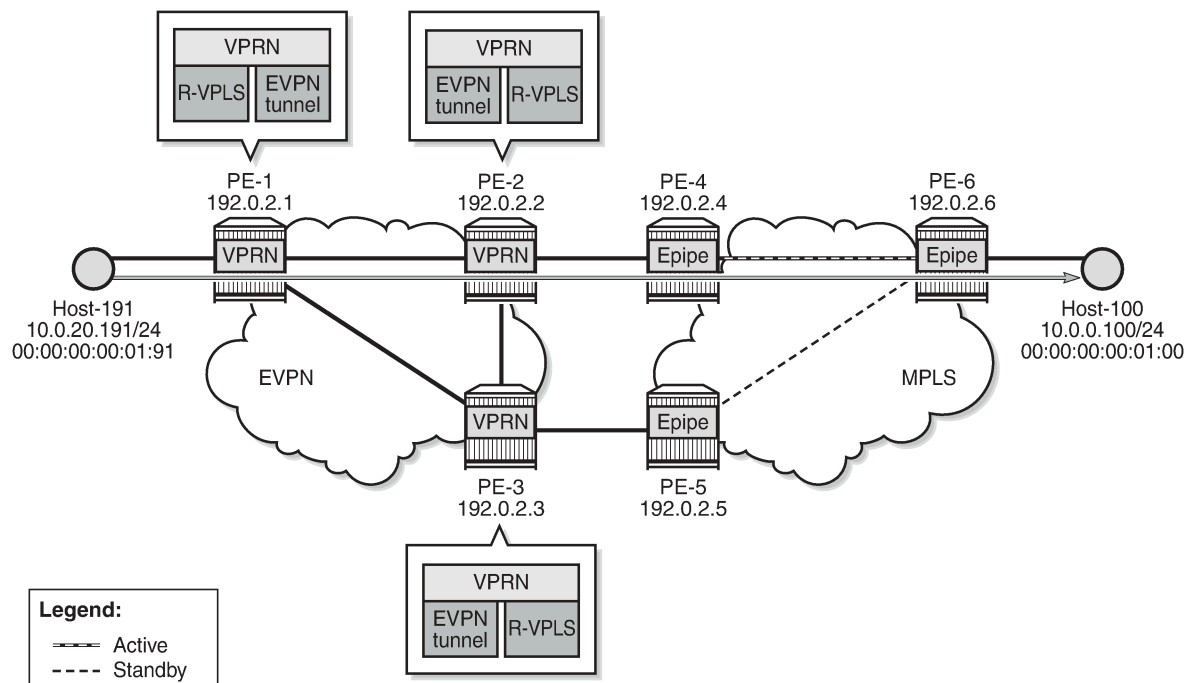 VPRN
R-VPLS
EVPN
tunnel
VPRN
EVPN
tunnel
R-VPLS
PE-1
192.0.2.1
PE-2
192.0.2.2
PE-4
192.0.2.4
PE-6
192.0.2.6
VPRN
VPRN
Epipe
Epipe
Host-191
10.0.20.191/24
00:00:00:00:01:91
Host-100
10.0.0.100/24
00:00:00:00:01:00
EVPN
MPLS
VPRN
Epipe
PE-3
192.0.2.3
PE-5
192.0.2.5
VPRN
EVPN
tunnel
R-VPLS
Legend:
Active
Standby